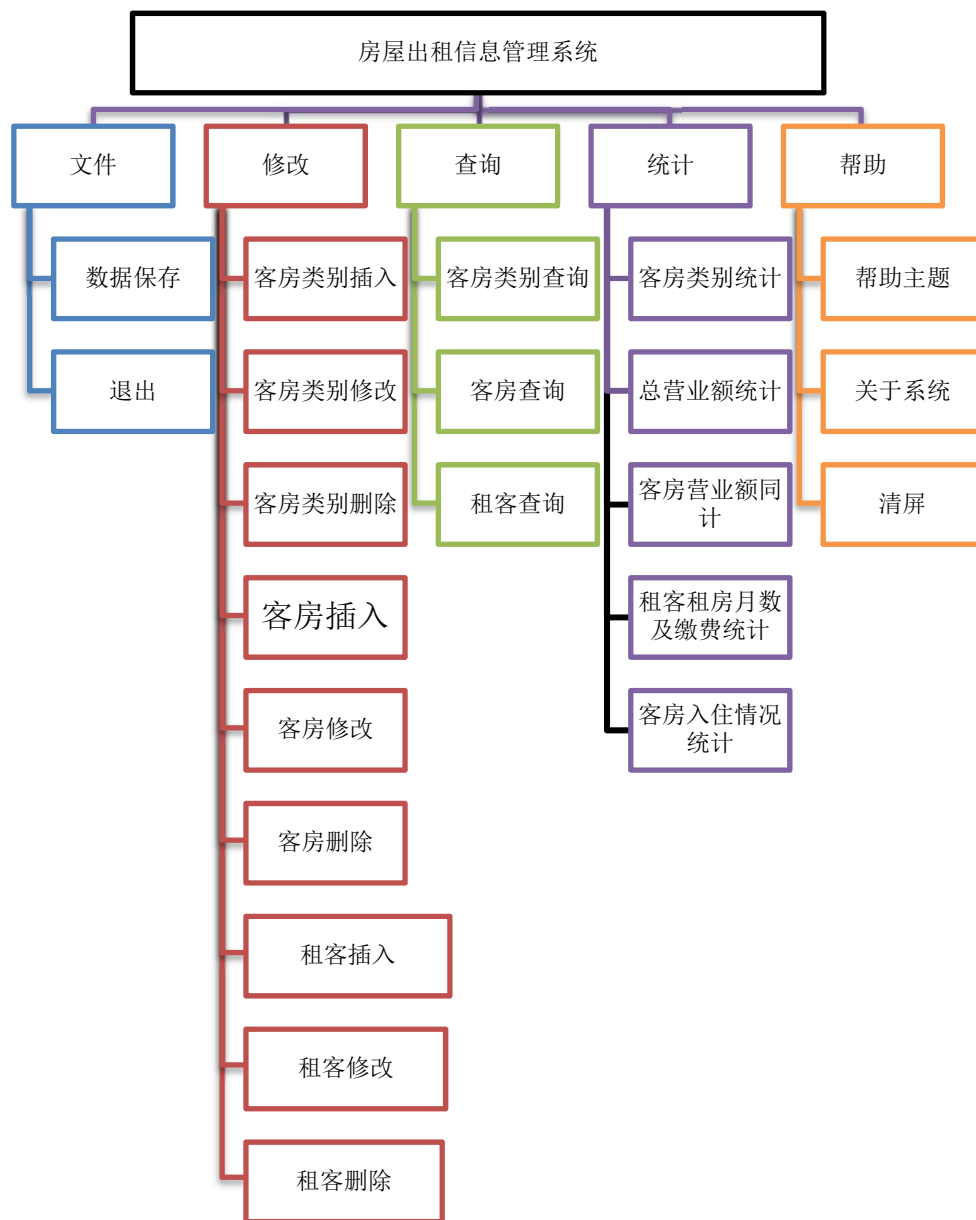 房屋出租信息管理系统
文件
修改
查询
统计
帮助
数据保存
退出
客房类别插入
客房类别修改
客房类别删除
客房插入
客房修改
客房删除
租客插入
租客修改
租客删除
客房类别查询
客房查询
租客查询
客房类别统计
总营业额统计
客房营业额同
计
租客租房月数
及缴费统计
客房入住情况
统计
帮助主题
关于系统
清屏